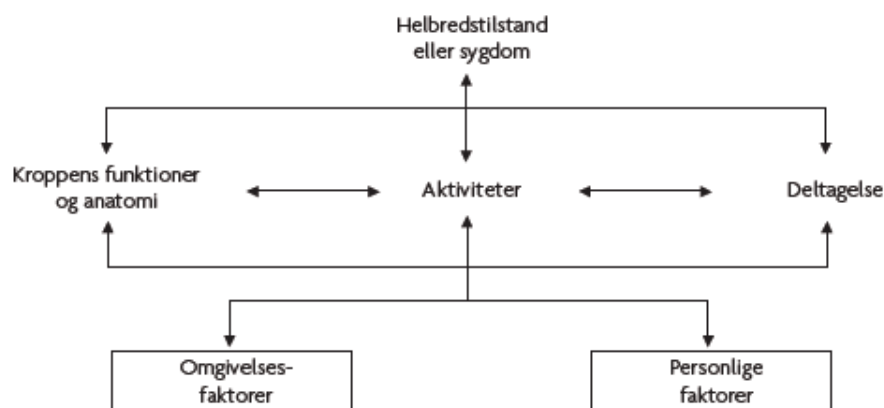 Helbredstilstand
eller sygdom
Kroppens funktioner
og anatomi
Aktiviteter
Deltagelse
Omgivelses-
faktorer
Personlige
faktorer